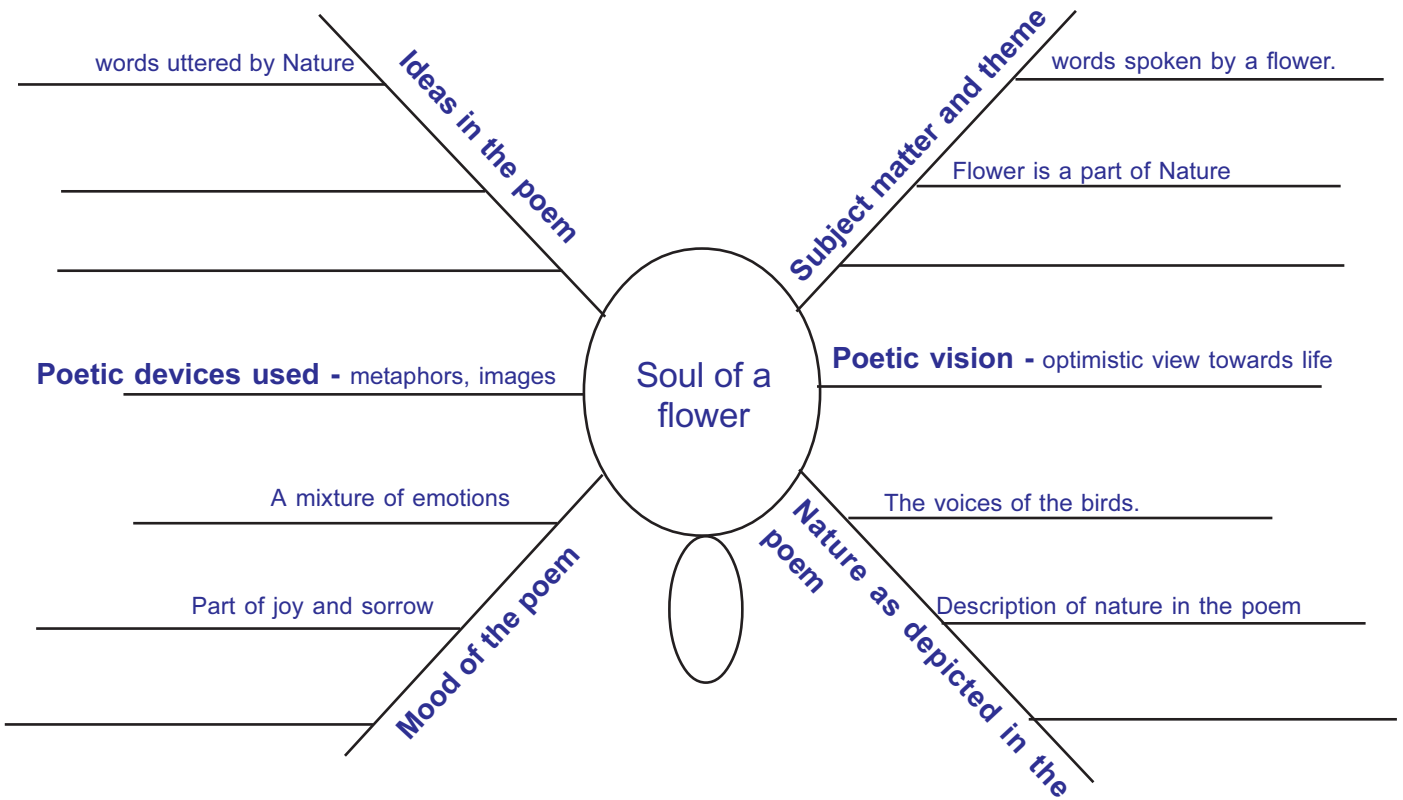 Ideas in the poem
words uttered by Nature
Subject matter and theme
words spoken by a flower.
Flower is a part of Nature
Soul of a
flower
Poetic devices used - metaphors, images
Poetic vision - optimistic view towards life
Mood of the poem
A mixture of emotions
Part of joy and sorrow
Nature as depicted in the
poem
The voices of the birds.
Description of nature in the poem